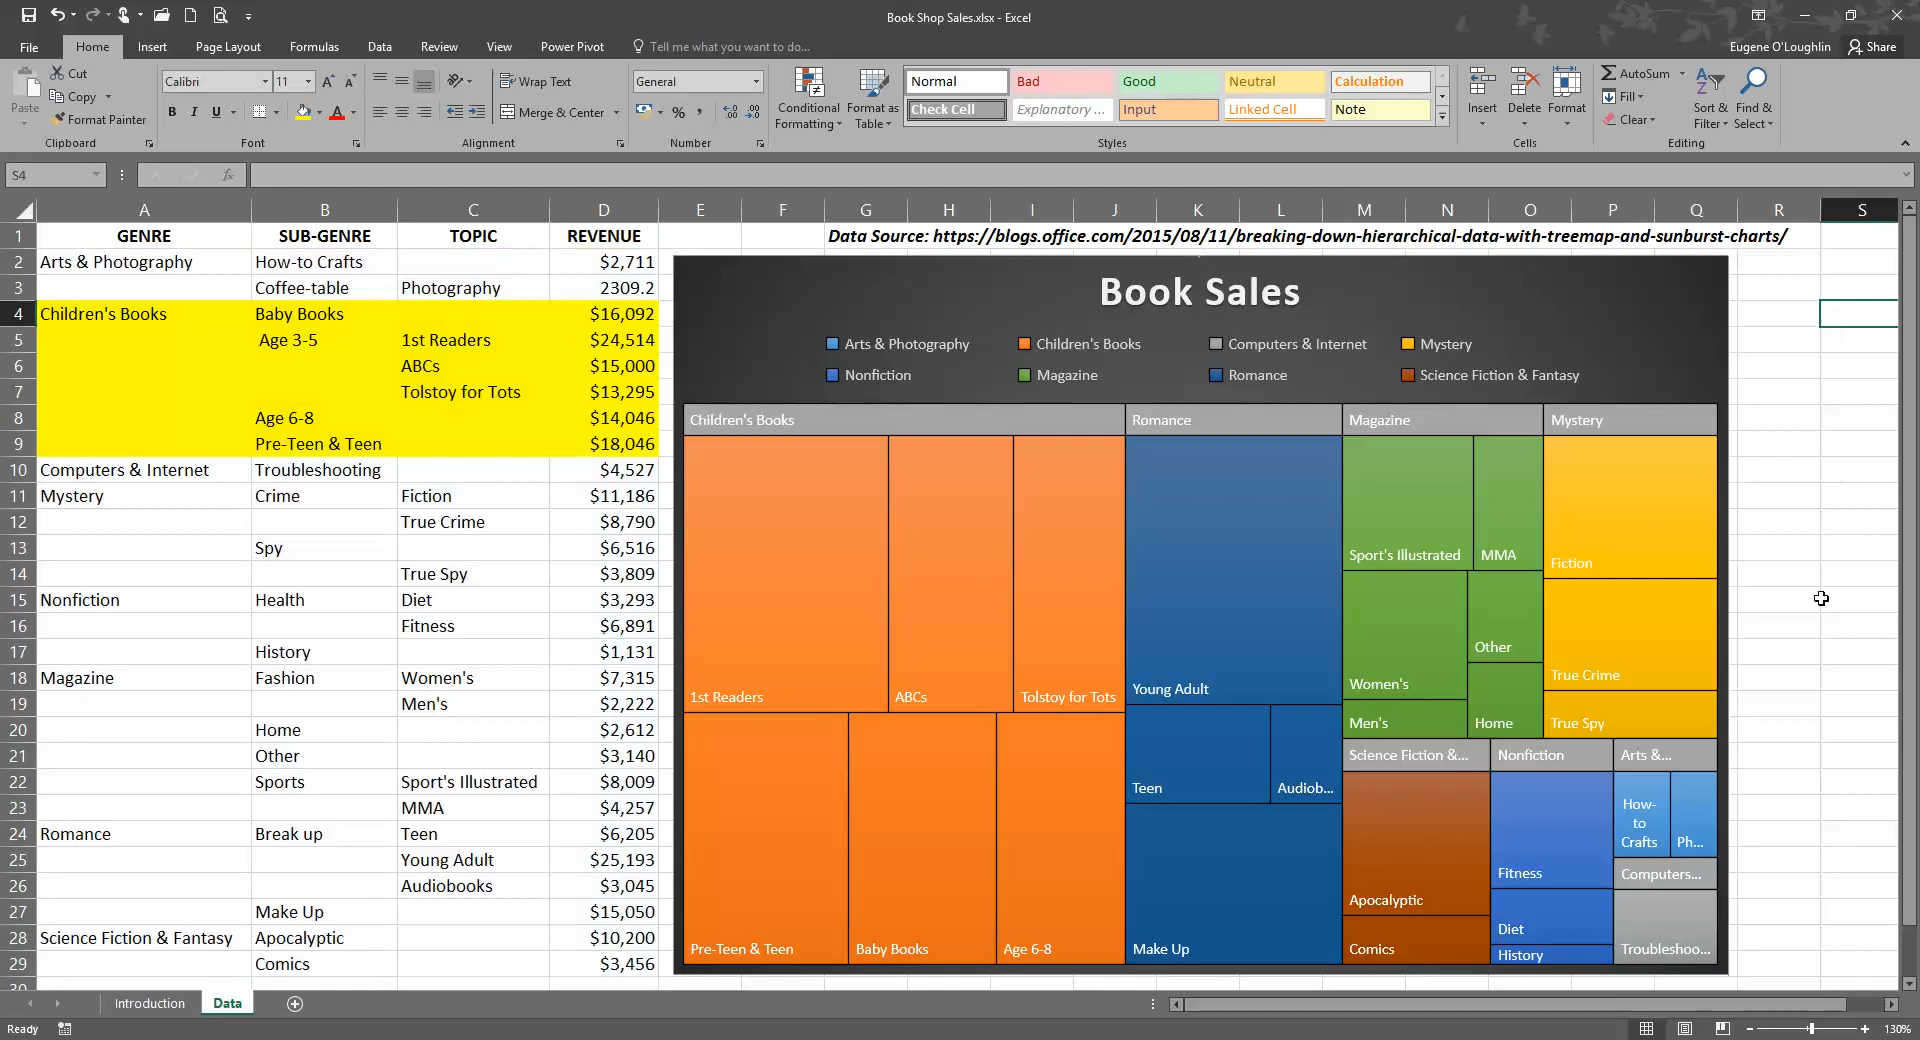 Book Shop Sales.xlsx - Excel
File Home Insert Page Layout Formulas Data Review View Power Pivot Tell me what you want to do... Eugene O'Loughlin Share
Paste
Cut
Copy
Format Painter
Clipboard
Calibri 11
B I U
Font
Wrap Text
Merge & Center
Alignment
General
%
Number
Conditional Formatting
Format as Table
Normal Bad Good Neutral Calculation
Check Cell Explanatory ... Input Linked Cell Note
Styles
Insert Delete Format
Cells
AutoSum
Fill
Clear
Sort & Filter
Find & Select
Editing
S4 fx
A B C D E F G H I J K L M N O P Q R S
1 GENRE SUB-GENRE TOPIC REVENUE Data Source: https://blogs.office.com/2015/08/11/breaking-down-hierarchical-data-with-treemap-and-sunburst-charts/
2 Arts & Photography How-to Crafts $2,711
3 Coffee-table Photography 2309.2
4 Children's Books Baby Books $16,092
5 Age 3-5 1st Readers $24,514
6 ABCs $15,000
7 Tolstoy for Tots $13,295
8 Age 6-8 $14,046
9 Pre-Teen & Teen $18,046
10 Computers & Internet Troubleshooting $4,527
11 Mystery Crime Fiction $11,186
12 True Crime $8,790
13 Spy $6,516
14 True Spy $3,809
15 Nonfiction Health Diet $3,293
16 Fitness $6,891
17 History $1,131
18 Magazine Fashion Women's $7,315
19 Men's $2,222
20 Home $2,612
21 Other $3,140
22 Sports Sport's Illustrated $8,009
23 MMA $4,257
24 Romance Break up Teen $6,205
25 Young Adult $25,193
26 Audiobooks $3,045
27 Make Up $15,050
28 Science Fiction & Fantasy Apocalyptic $10,200
29 Comics $3,456
30
Book Sales
Arts & Photography Children's Books Computers & Internet Mystery
Nonfiction Magazine Romance Science Fiction & Fantasy
Children's Books Romance Magazine Mystery
Sport's Illustrated MMA Fiction
Other
True Crime
Women's
Young Adult
1st Readers ABCs Tolstoy for Tots
Men's Home True Spy
Science Fiction &... Nonfiction Arts &...
Teen Audiob...
How-to Crafts Ph...
Fitness Computers...
Apocalyptic
Diet
Pre-Teen & Teen Baby Books Age 6-8 Make Up Comics History Troubleshoo...
Introduction Data
Ready 130%